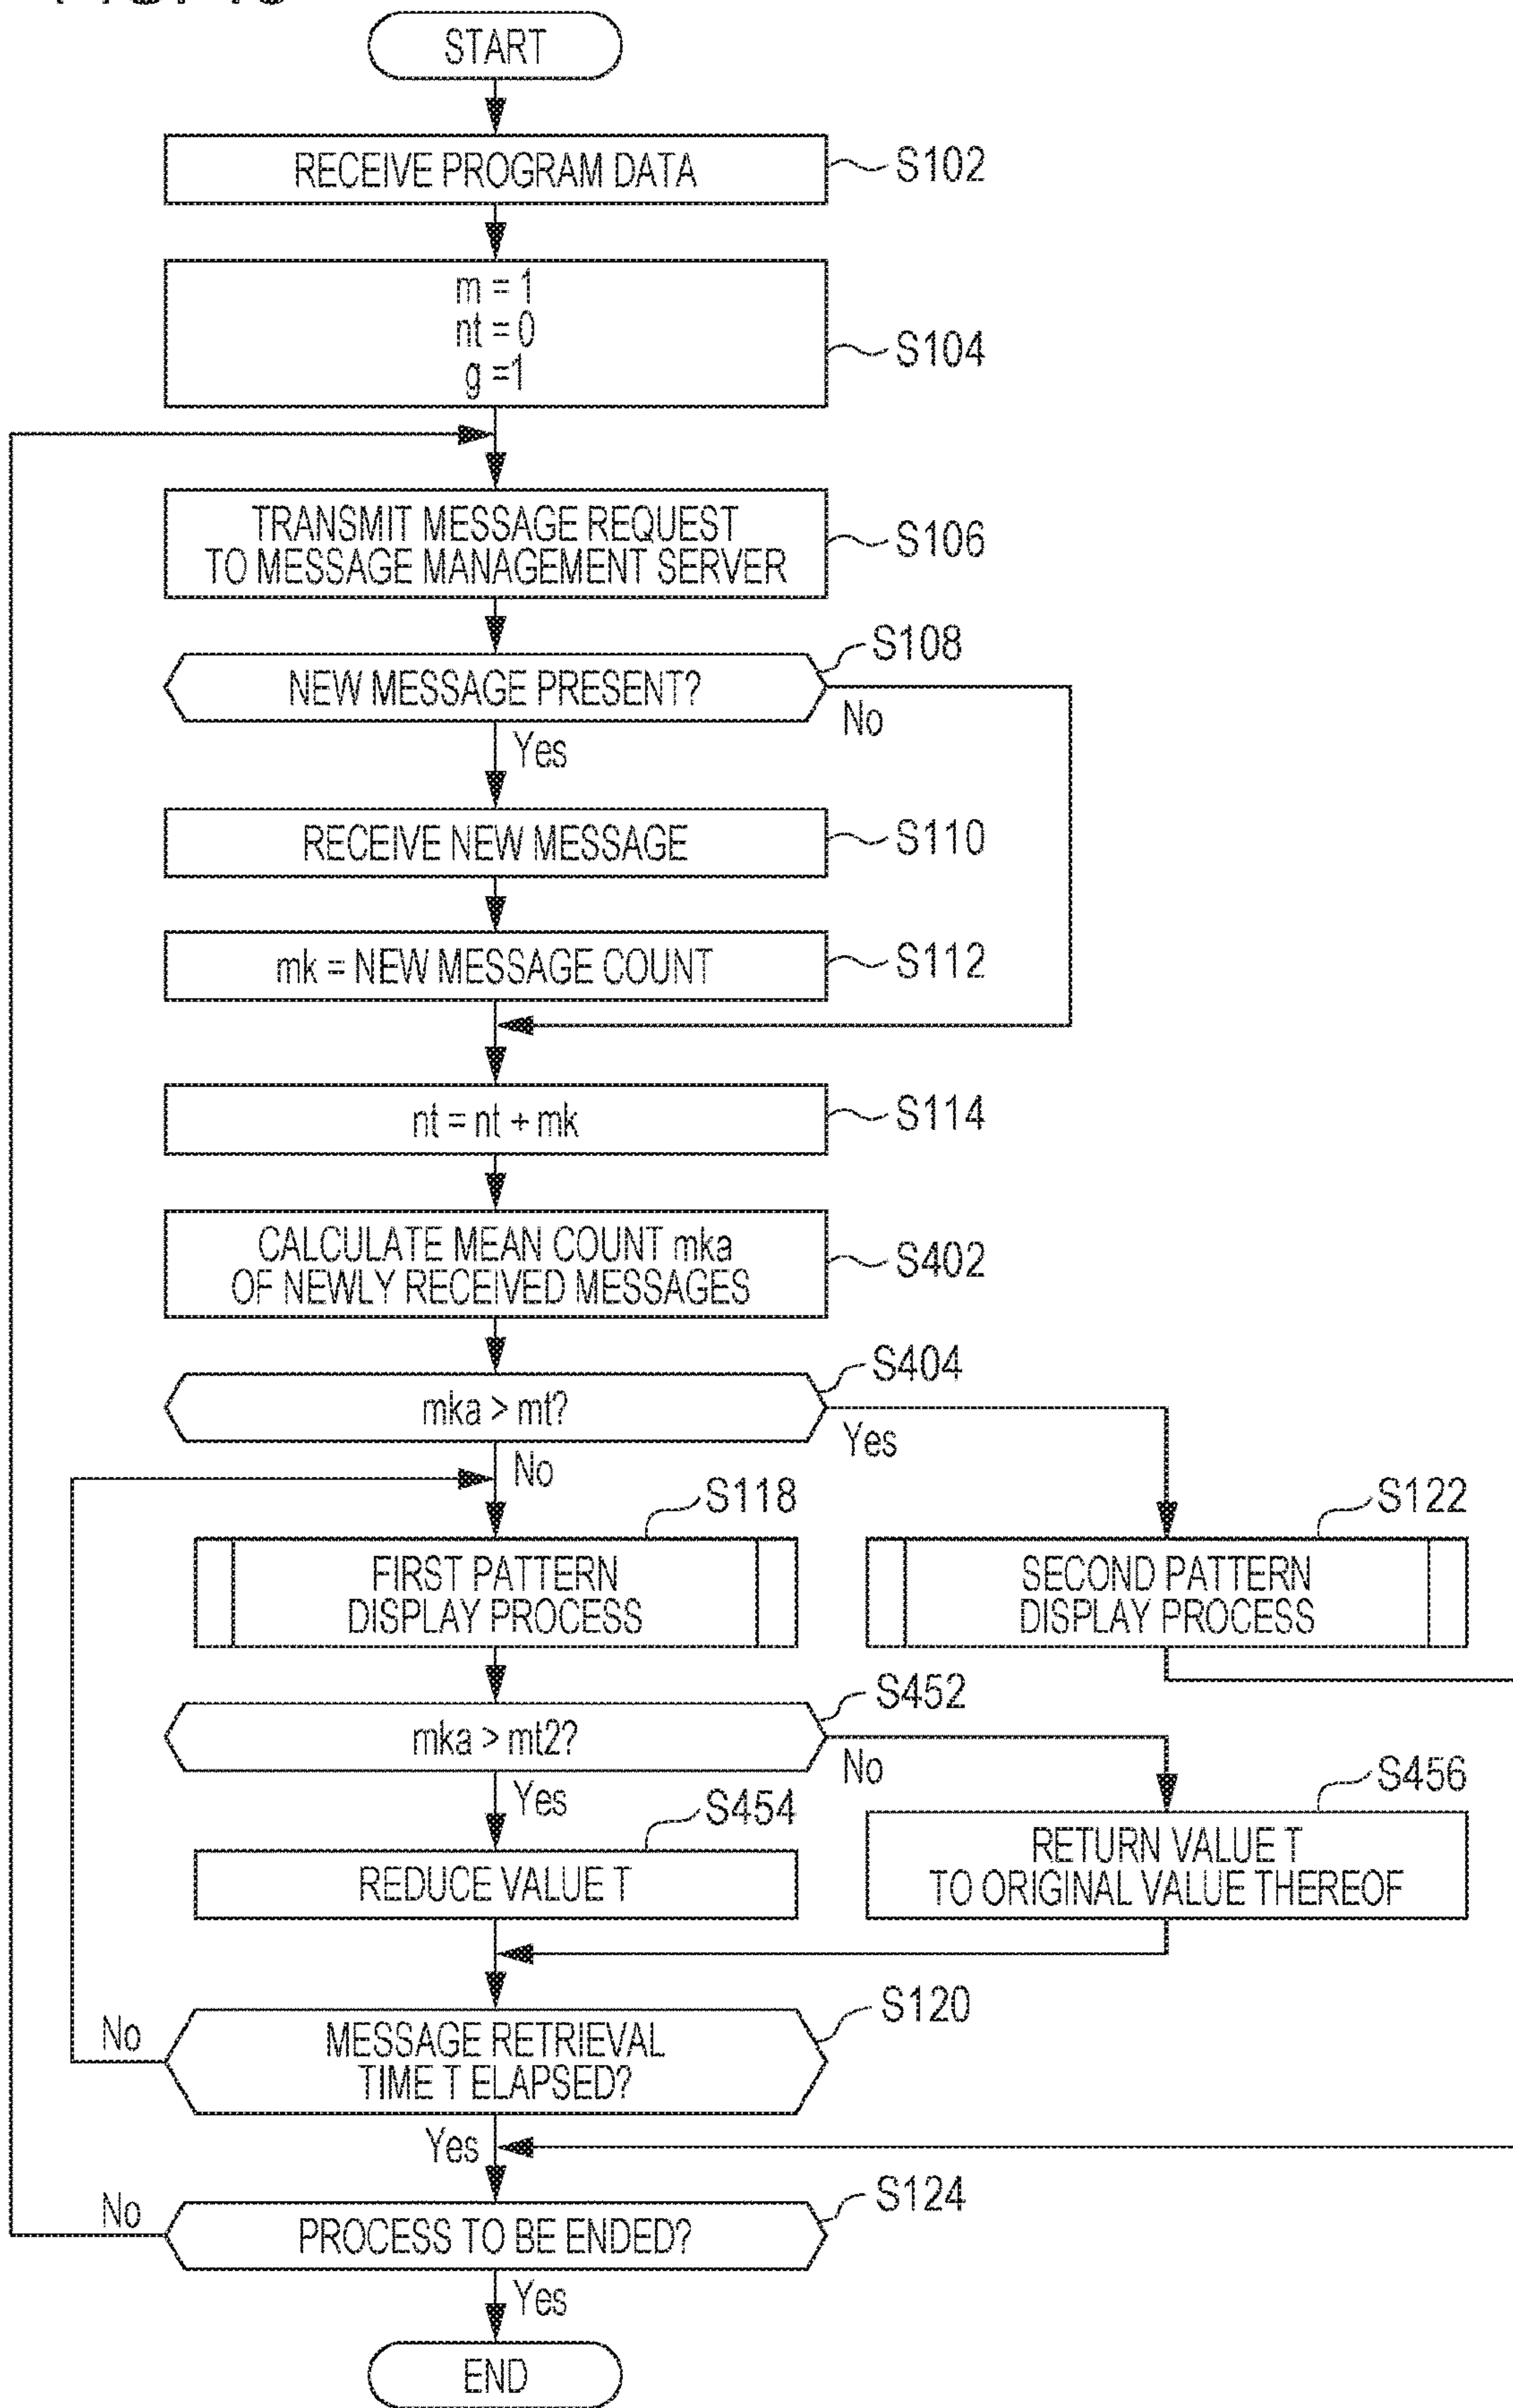 START
RECEIVE PROGRAM DATA
S102
m = 1
nt = 0
g =1
S104
TRANSMIT MESSAGE REQUEST
TO MESSAGE MANAGEMENT SERVER
S106
S108
NEW MESSAGE PRESENT?
No
Yes
RECEIVE NEW MESSAGE
S110
mk = NEW MESSAGE COUNT
S112
nt = nt + mk
S114
CALCULATE MEAN COUNT mka
OF NEWLY RECEIVED MESSAGES
S402
S404
mka > mt?
Yes
No
S118
S122
FIRST PATTERN
DISPLAY PROCESS
SECOND PATTERN
DISPLAY PROCESS
S452
mka > mt2?
No
Yes
S454
S456
REDUCE VALUE T
RETURN VALUE T
TO ORIGINAL VALUE THEREOF
S120
No
MESSAGE RETRIEVAL
TIME T ELAPSED?
Yes
S124
No
PROCESS TO BE ENDED?
Yes
END